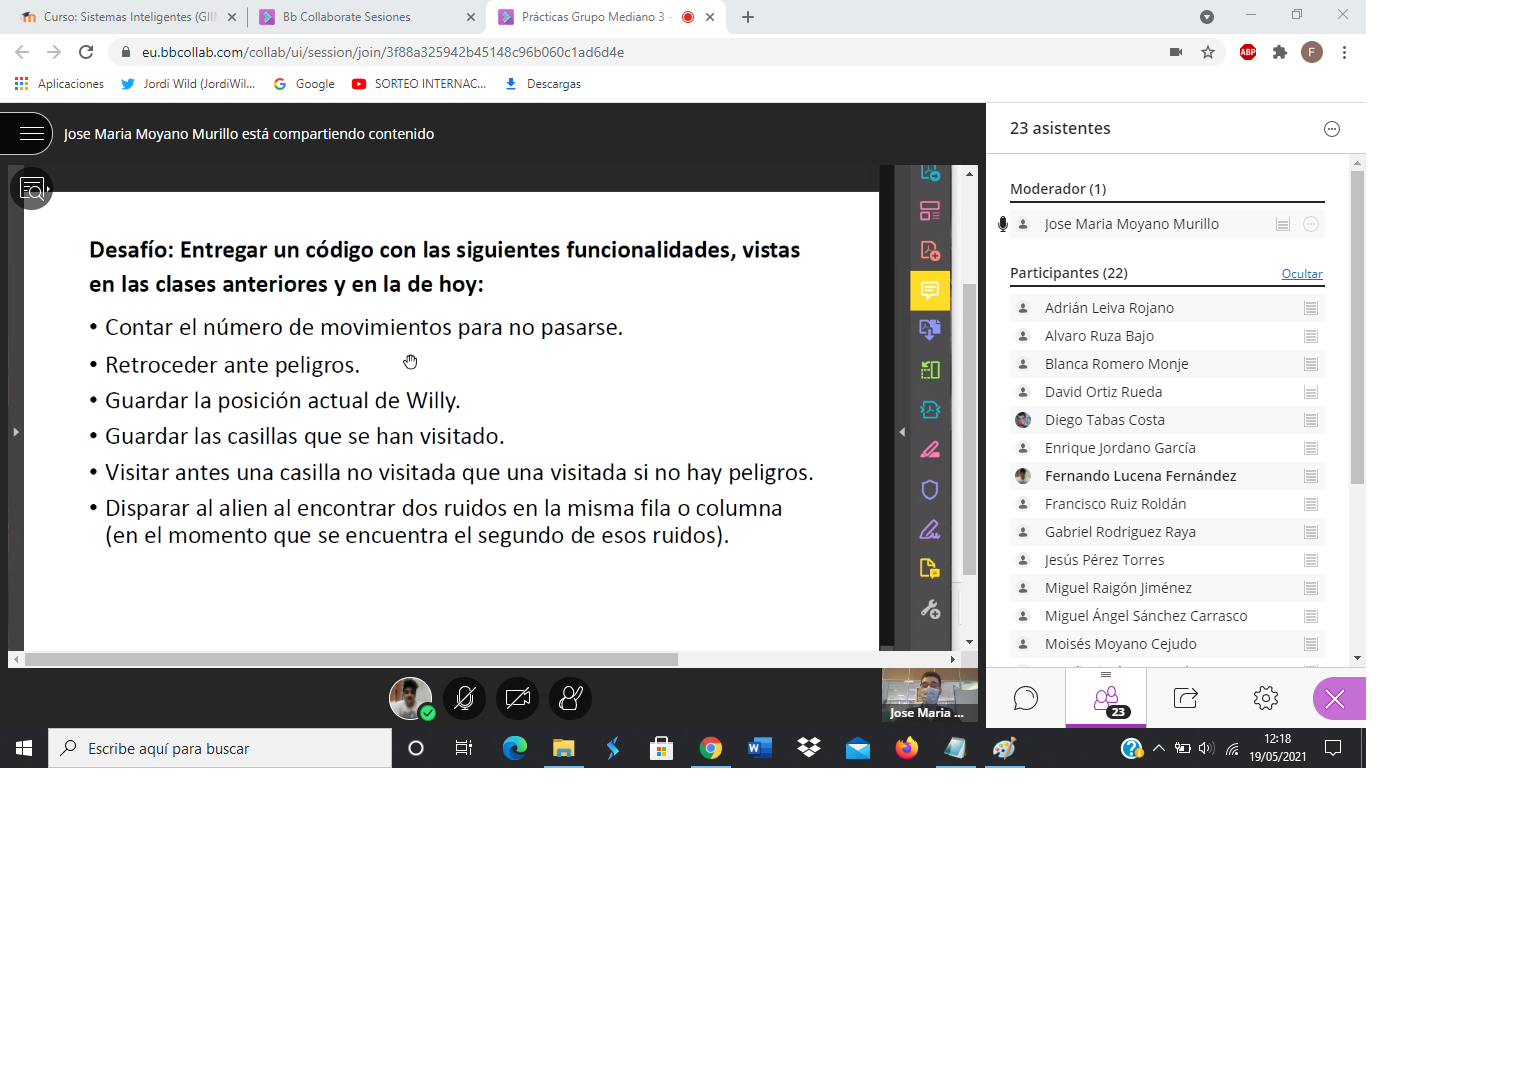 Curso: Sistemas Inteligentes (GIIN
Bb Collaborate Sesiones
Prácticas Grupo Mediano 3 -
eu.bbcollab.com/collab/ui/session/join/3f88a325942b45148c96b060c1ad6d4e
ABP
F
Aplicaciones
Jordi Wild (JordiWil...
Google
SORTEO INTERNAC...
Descargas
Jose Maria Moyano Murillo está compartiendo contenido
Desafío: Entregar un código con las siguientes funcionalidades, vistas
en las clases anteriores y en la de hoy:
• Contar el número de movimientos para no pasarse.
• Retroceder ante peligros.
• Guardar la posición actual de Willy.
• Guardar las casillas que se han visitado.
• Visitar antes una casilla no visitada que una visitada si no hay peligros.
• Disparar al alien al encontrar dos ruidos en la misma fila o columna
(en el momento que se encuentra el segundo de esos ruidos).
Jose Maria ...
23 asistentes
Moderador (1)
Jose Maria Moyano Murillo
Participantes (22)
Ocultar
Adrián Leiva Rojano
Alvaro Ruza Bajo
Blanca Romero Monje
David Ortiz Rueda
Diego Tabas Costa
Enrique Jordano García
Fernando Lucena Fernández
Francisco Ruiz Roldán
Gabriel Rodriguez Raya
Jesús Pérez Torres
Miguel Raigón Jiménez
Miguel Ángel Sánchez Carrasco
Moisés Moyano Cejudo
23
Escribe aquí para buscar
12:18
19/05/2021